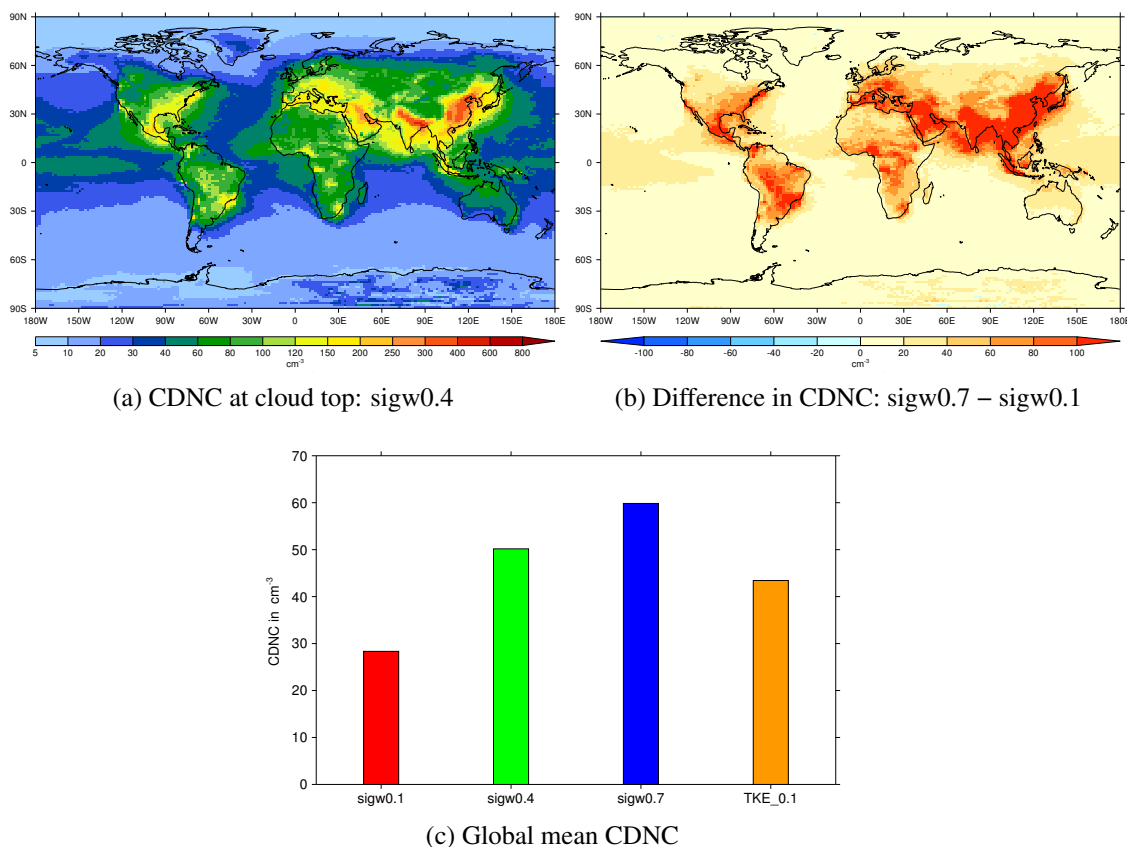 90N
60N
30N
0
30S
60S
90S
180W 150W 120W 90W 60W 30W 0 30E 60E 90E 120E 150E 180E
5 10 20 30 40 60 80 100 120 150 200 250 300 400 600 800
cm-3
(a) CDNC at cloud top: sigw0.4
90N
60N
30N
0
30S
60S
90S
180W 150W 120W 90W 60W 30W 0 30E 60E 90E 120E 150E 180E
-100 -80 -60 -40 -20 0 20 40 60 80 100
cm-3
(b) Difference in CDNC: sigw0.7 – sigw0.1
CDNC in cm-3
70
60
50
40
30
20
10
0
sigw0.1 sigw0.4 sigw0.7 TKE_0.1
(c) Global mean CDNC